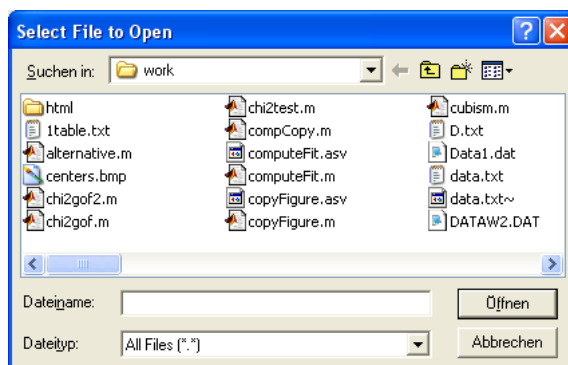 Select File to Open
Suchen in: work
html
1table.txt
alternative.m
centers.bmp
chi2gof2.m
chi2gof.m
chi2test.m
compCopy.m
computeFit.asv
computeFit.m
copyFigure.asv
copyFigure.m
cubism.m
D.txt
Data1.dat
data.txt
data.txt~
DATAW2.DAT
Dateiname:
Öffnen
Dateityp: All Files (*.*)
Abbrechen